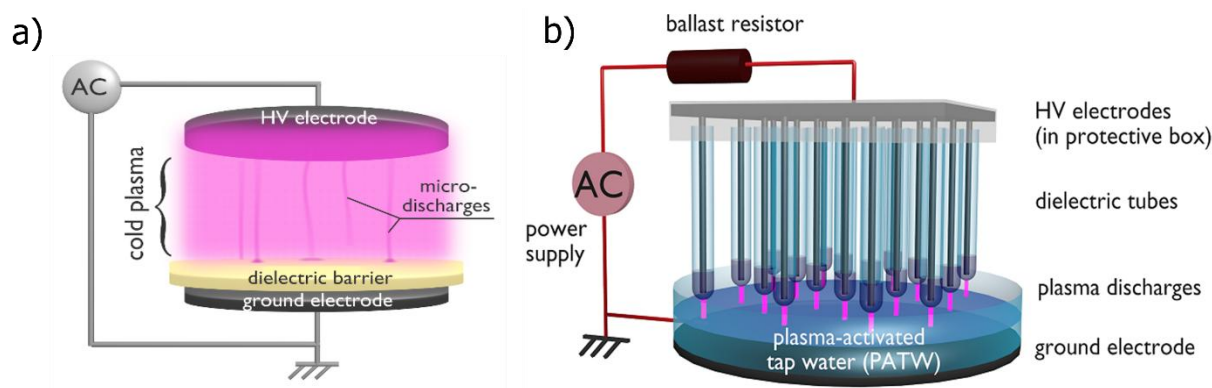 a)
AC
HV electrode
cold plasma
micro-
discharges
dielectric barrier
ground electrode
b)
ballast resistor
AC
power
supply
HV electrodes
(in protective box)
dielectric tubes
plasma discharges
ground electrode
plasma-activated
tap water (PATW)